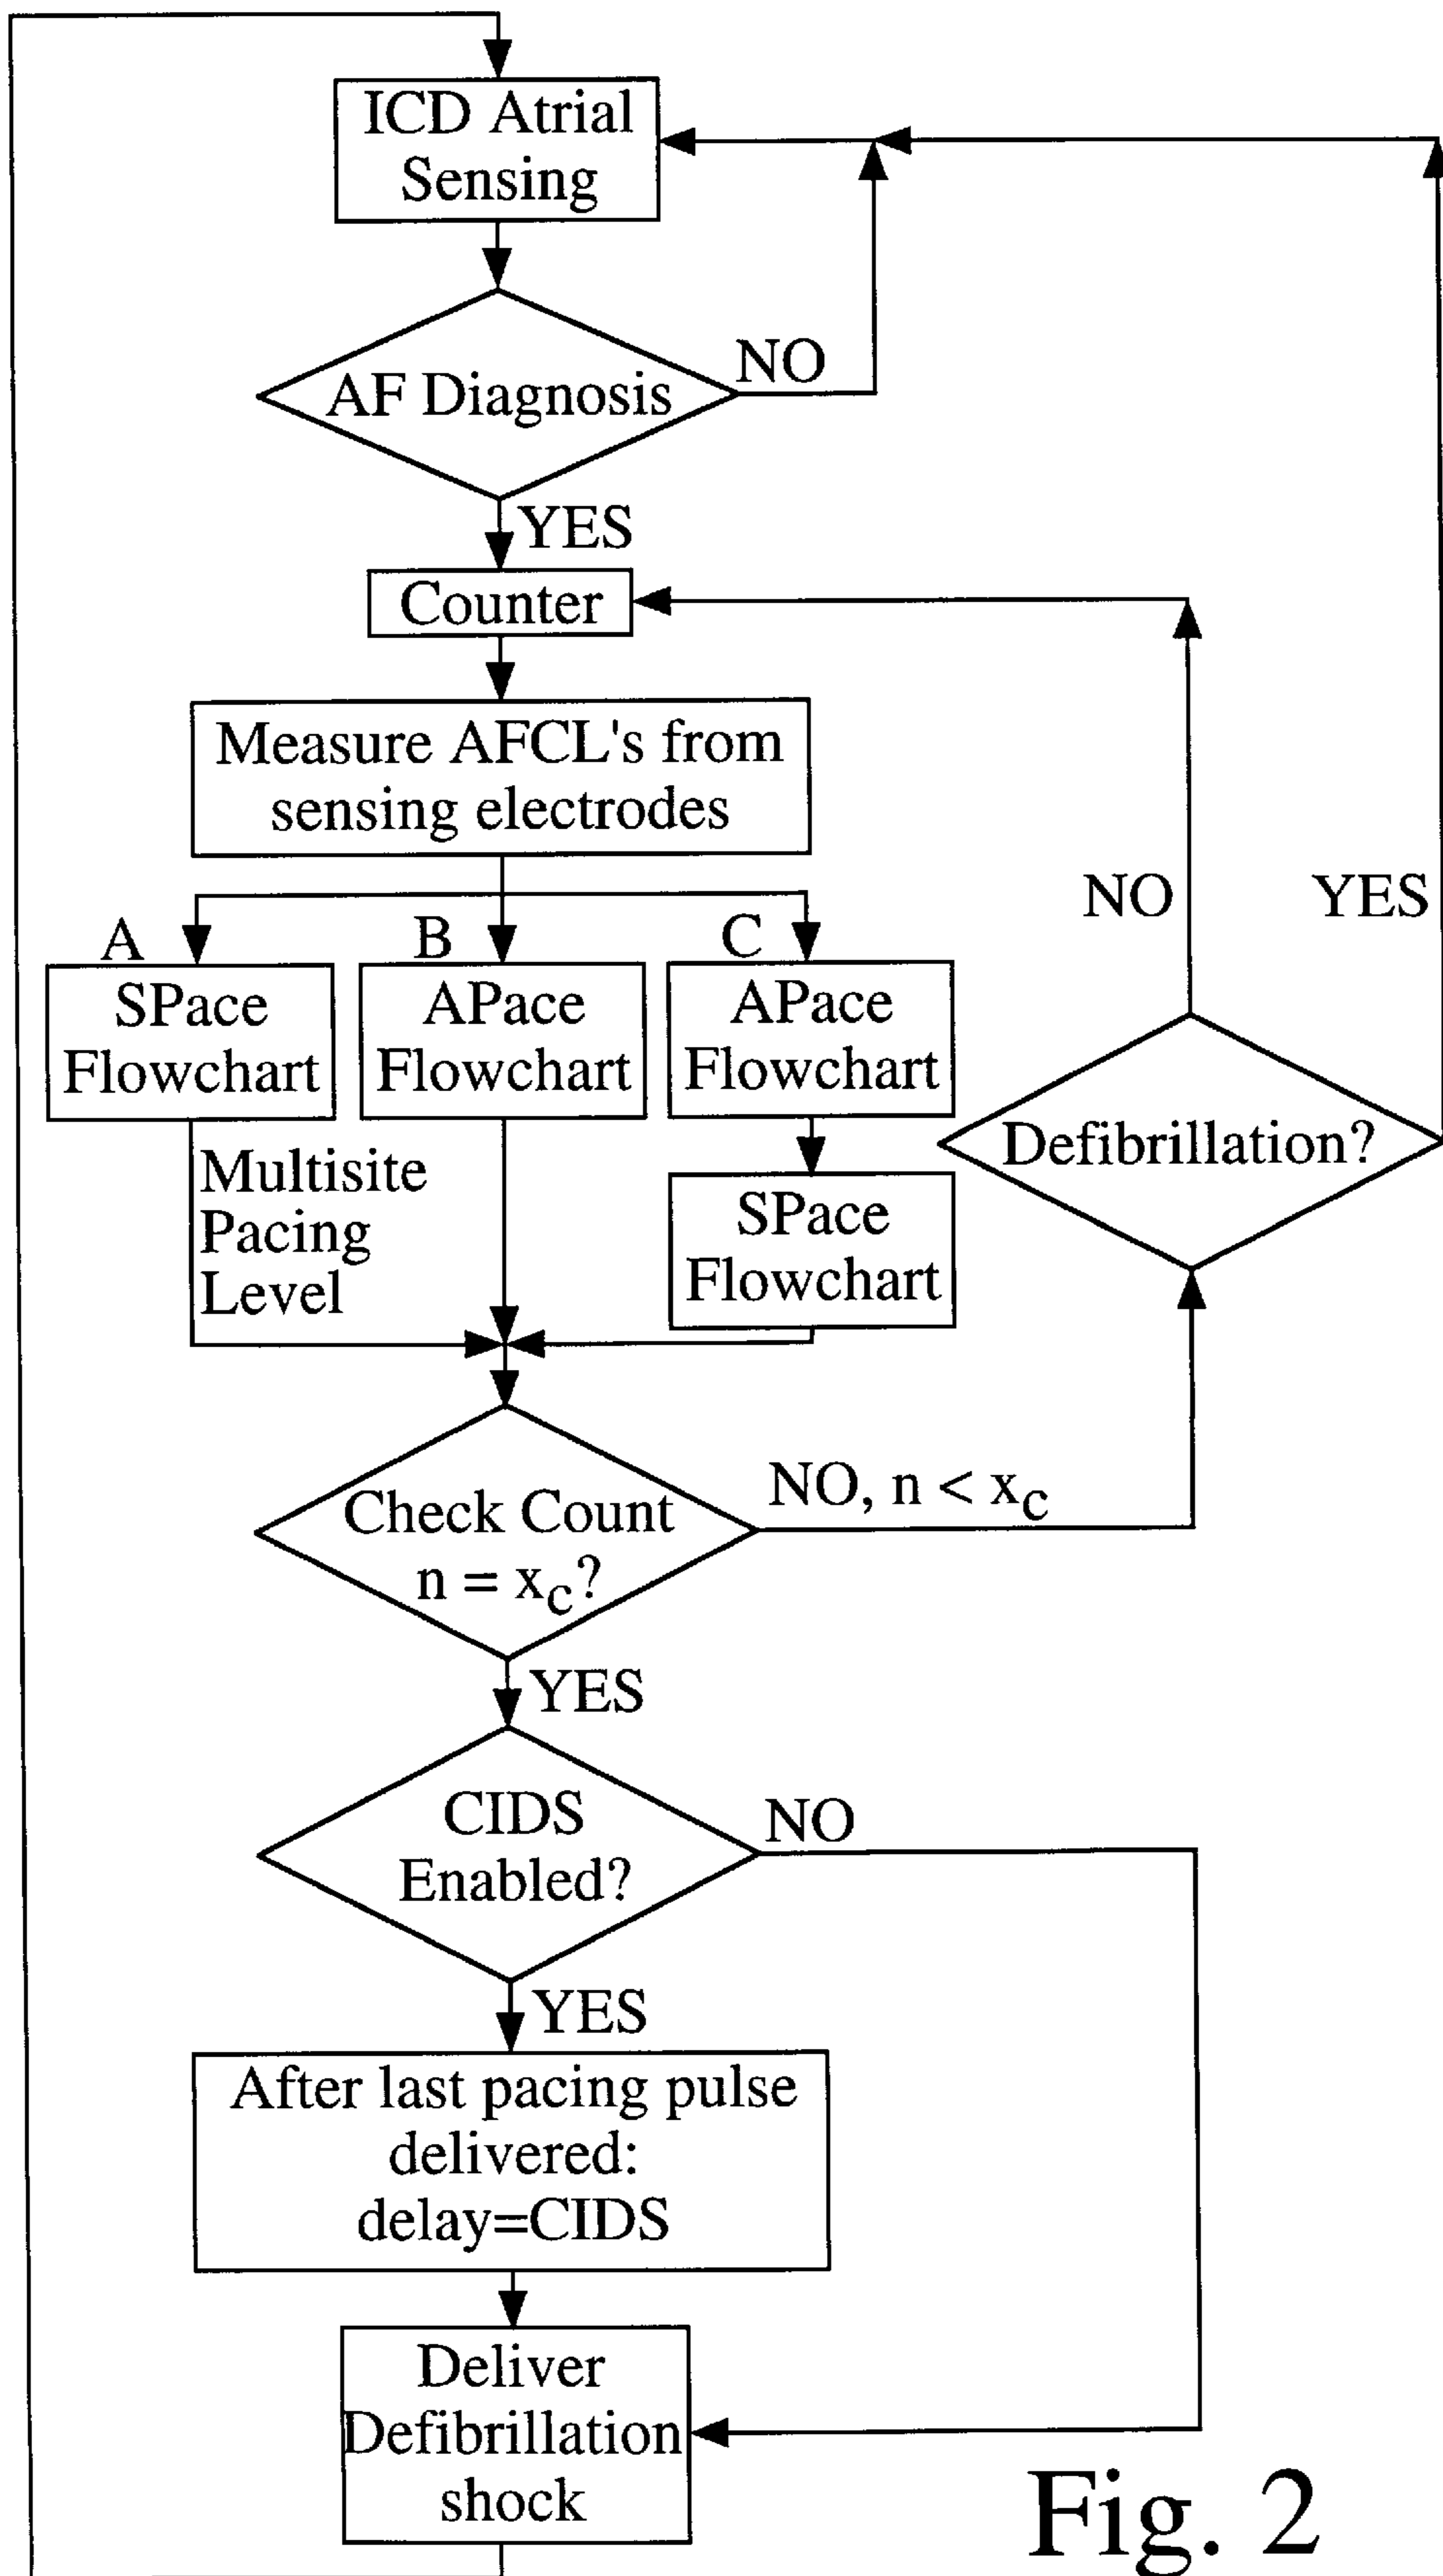 ICD Atrial
Sensing
AF Diagnosis
NO
YES
Counter
Measure AFCL's from
sensing electrodes
NO
YES
A
B
C
SPace
Flowchart
APace
Flowchart
APace
Flowchart
Defibrillation?
Multisite
Pacing
Level
SPace
Flowchart
Check Count
n = xc?
NO, n < xc
YES
CIDS
Enabled?
NO
YES
After last pacing pulse
delivered:
delay=CIDS
Deliver
Defibrillation
shock
Fig. 2